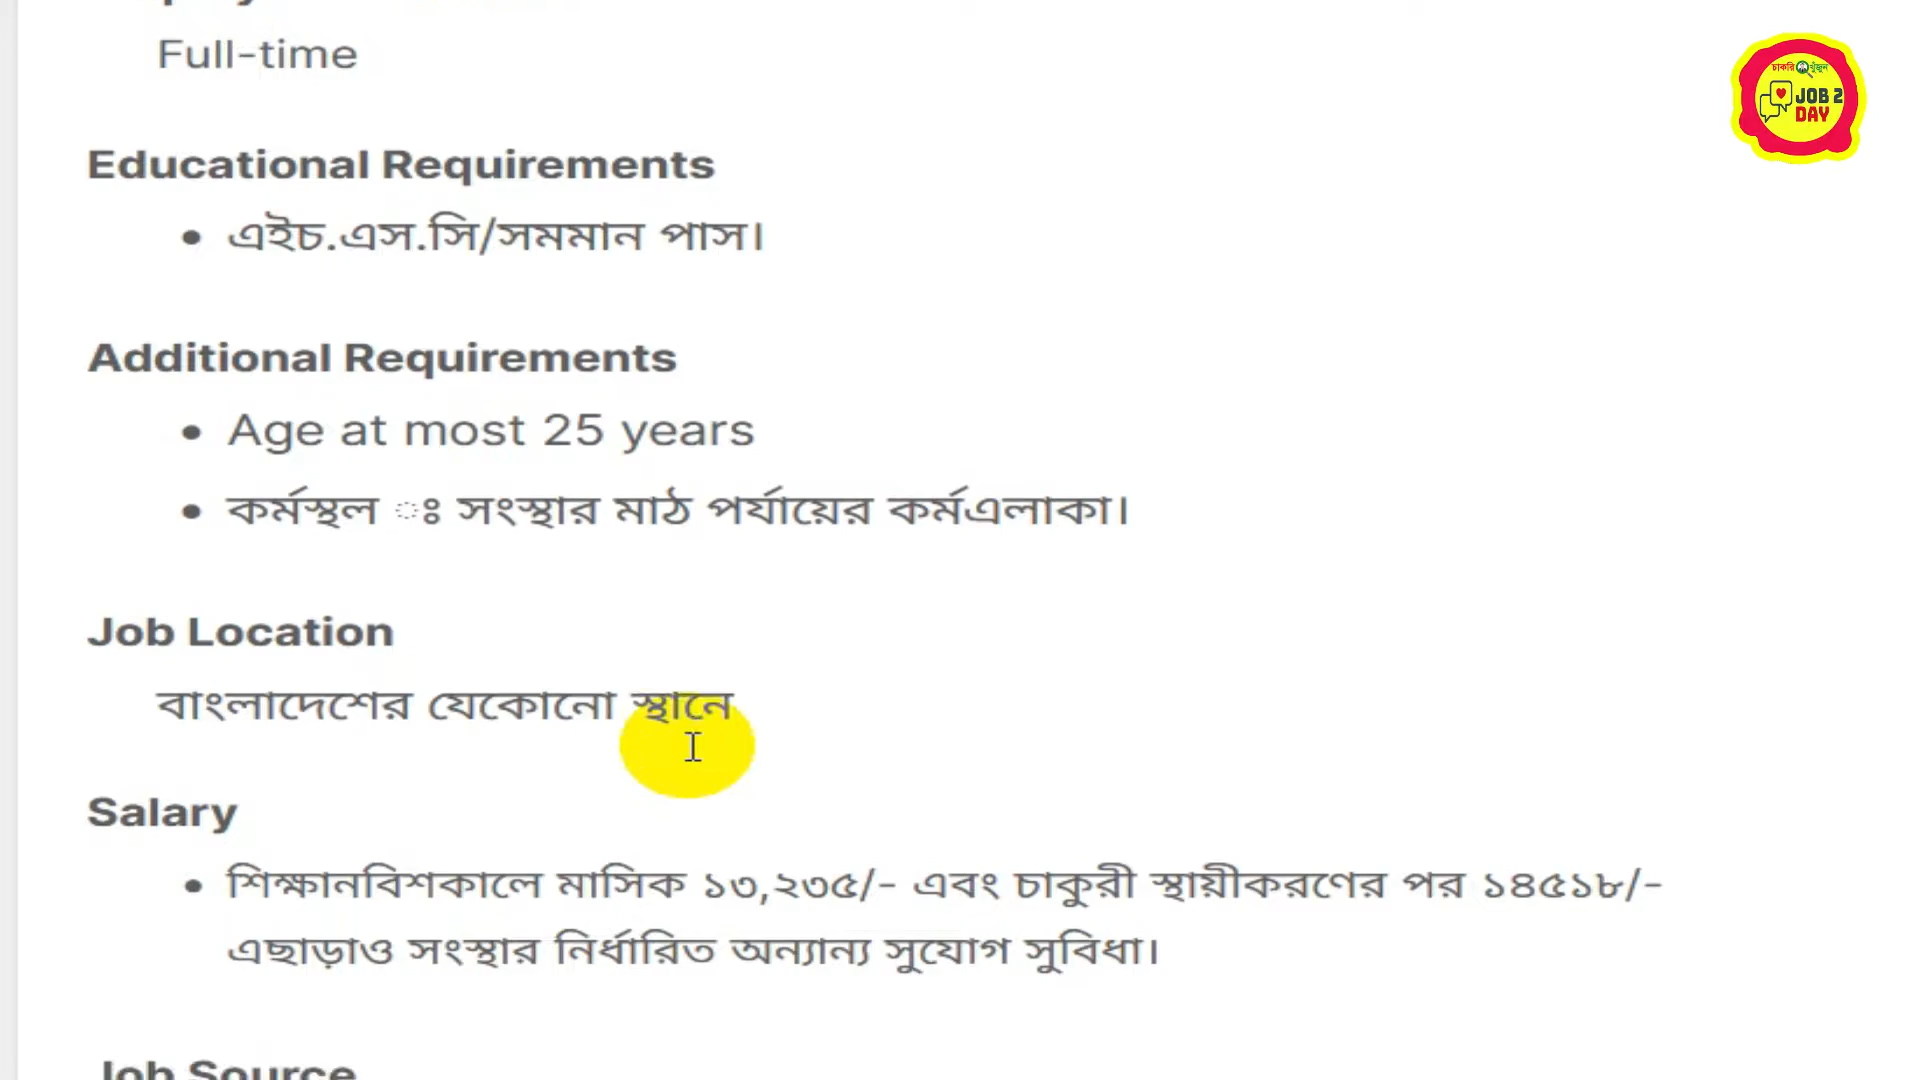 Full-time
চাকরি খুঁজুন
JOB 2
DAY
Educational Requirements
• এইচ.এস.সি/সমমান পাস।
Additional Requirements
• Age at most 25 years
• কর্মস্থল ঃ সংস্থার মাঠ পর্যায়ের কর্মএলাকা।
Job Location
বাংলাদেশের যেকোনো স্থানে
Salary
• শিক্ষানবিশকালে মাসিক ১৩,২৩৫/- এবং চাকুরী স্থায়ীকরণের পর ১৪৫১৮/-
এছাড়াও সংস্থার নির্ধারিত অন্যান্য সুযোগ সুবিধা।
Job Source